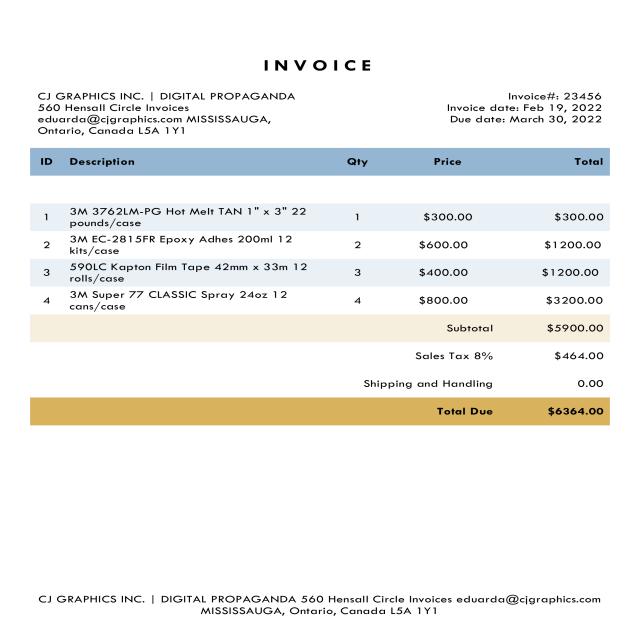 INVOICE
CJ GRAPHICS INC. | DIGITAL PROPAGANDA
560 Hensall Circle Invoices
eduarda@cjgraphics.com MISSISSAUGA,
Ontario, Canada L5A 1Y1
Invoice#: 23456
Invoice date: Feb 19, 2022
Due date: March 30, 2022
ID Description Qty Price Total
1 3M 3762LM-PG Hot Melt TAN 1" x 3" 22 pounds/case 1 $300.00 $300.00
2 3M EC-2815FR Epoxy Adhes 200ml 12 kits/case 2 $600.00 $1200.00
3 590LC Kapton Film Tape 42mm x 33m 12 rolls/case 3 $400.00 $1200.00
4 3M Super 77 CLASSIC Spray 24oz 12 cans/case 4 $800.00 $3200.00
Subtotal $5900.00
Sales Tax 8% $464.00
Shipping and Handling 0.00
Total Due $6364.00
CJ GRAPHICS INC. | DIGITAL PROPAGANDA 560 Hensall Circle Invoices eduarda@cjgraphics.com
MISSISSAUGA, Ontario, Canada L5A 1Y1